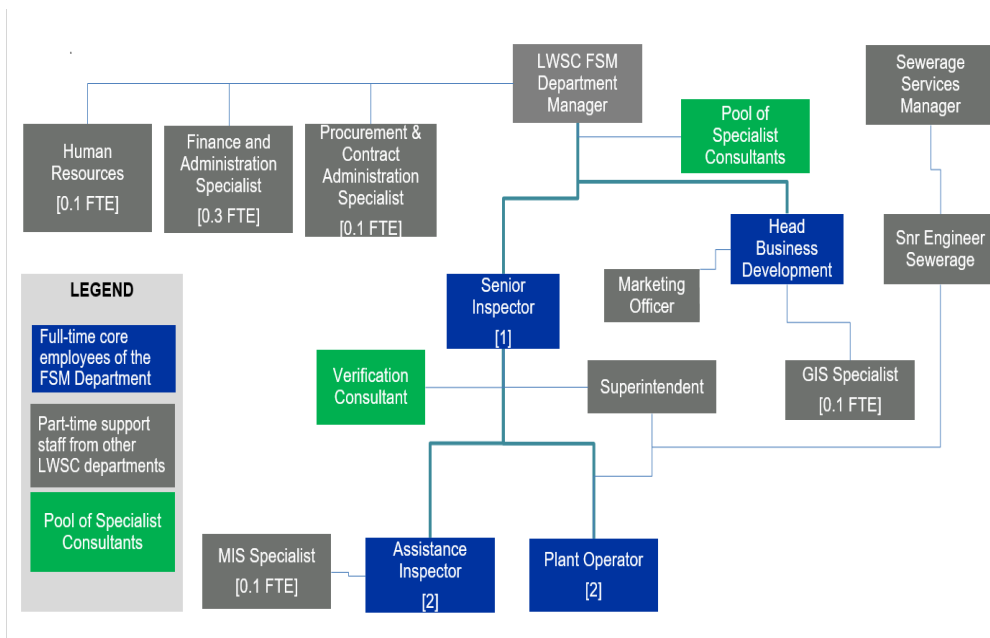 LWSC FSM
Department
Manager
Sewerage
Services
Manager
Pool of
Specialist
Consultants
Human
Resources
[0.1 FTE]
Finance and
Administration
Specialist
[0.3 FTE]
Procurement &
Contract
Administration
Specialist
[0.1 FTE]
Head
Business
Development
Snr Engineer
Sewerage
Marketing
Officer
Senior
Inspector
[1]
LEGEND
Full-time core
employees of the
FSM Department
Part-time support
staff from other
LWSC departments
Pool of Specialist
Consultants
Verification
Consultant
Superintendent
GIS Specialist
[0.1 FTE]
MIS Specialist
[0.1 FTE]
Assistance
Inspector
[2]
Plant Operator
[2]